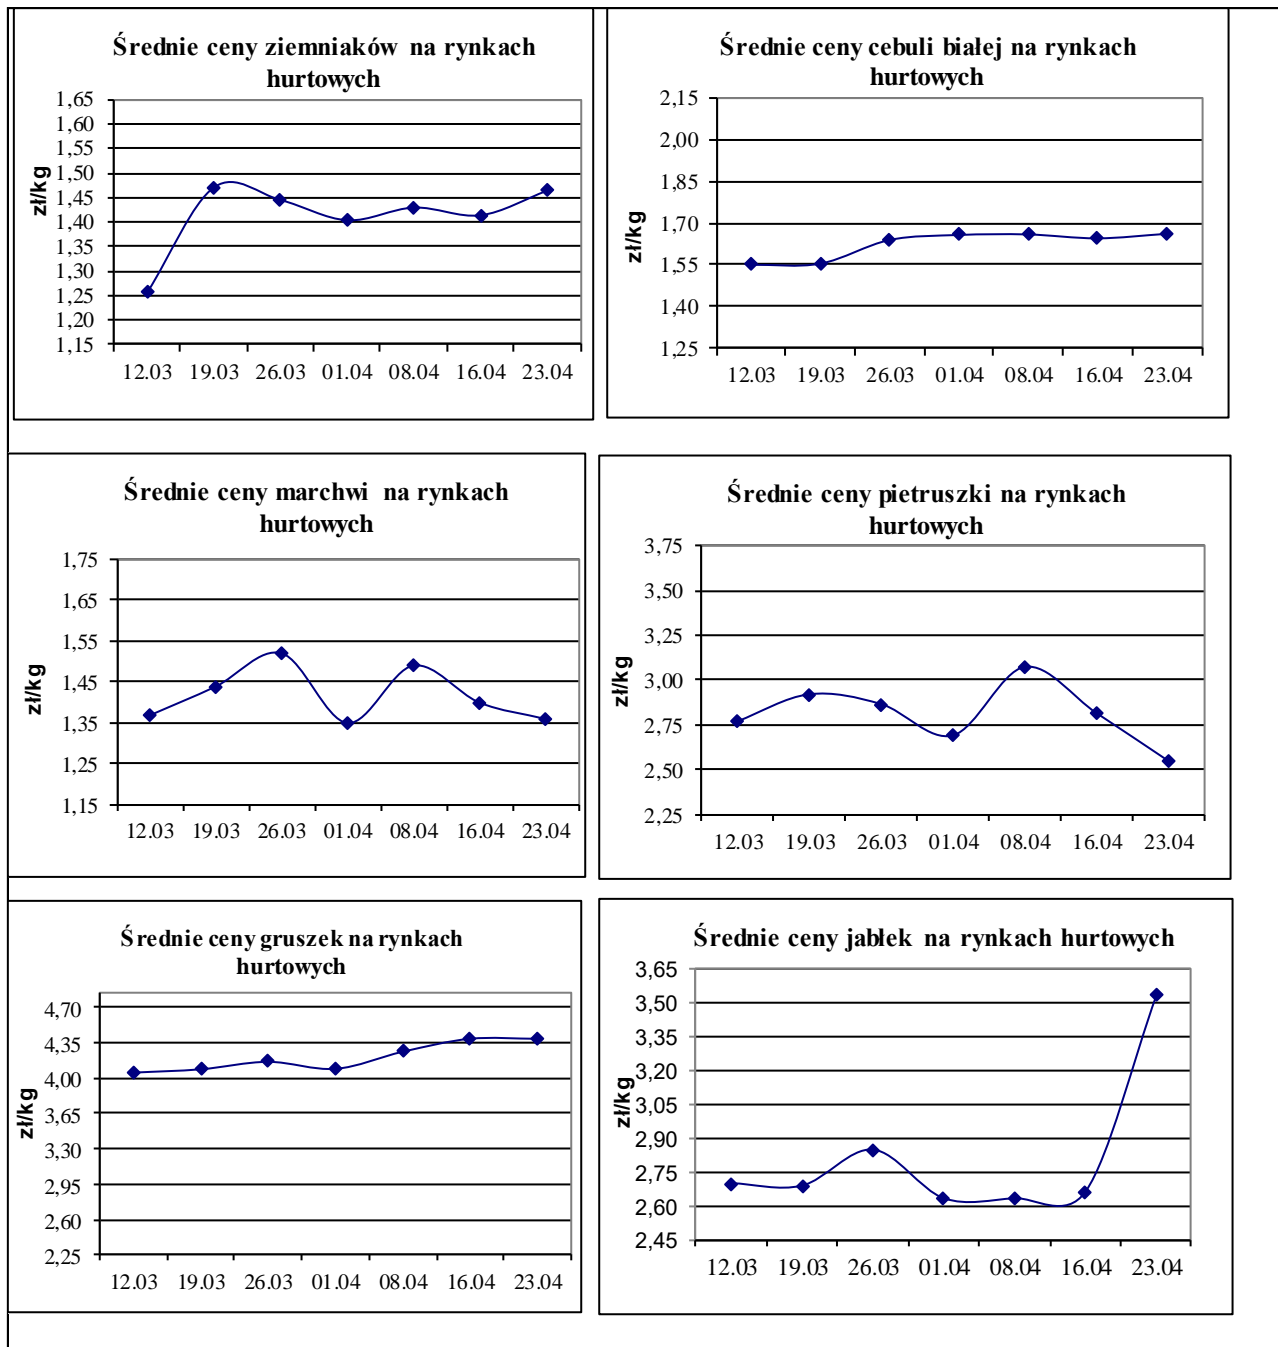 Średnie ceny ziemniaków na rynkach
hurtowych
zł/kg
1,65
1,60
1,55
1,50
1,45
1,40
1,35
1,30
1,25
1,20
1,15
12.03 19.03 26.03 01.04 08.04 16.04 23.04
Średnie ceny cebuli białej na rynkach
hurtowych
zł/kg
2,15
2,00
1,85
1,70
1,55
1,40
1,25
12.03 19.03 26.03 01.04 08.04 16.04 23.04
Średnie ceny marchwi na rynkach
hurtowych
zł/kg
1,75
1,65
1,55
1,45
1,35
1,25
1,15
12.03 19.03 26.03 01.04 08.04 16.04 23.04
Średnie ceny pietruszki na rynkach
hurtowych
zł/kg
3,75
3,50
3,25
3,00
2,75
2,50
2,25
12.03 19.03 26.03 01.04 08.04 16.04 23.04
Średnie ceny gruszek na rynkach
hurtowych
zł/kg
4,70
4,35
4,00
3,65
3,30
2,95
2,60
2,25
12.03 19.03 26.03 01.04 08.04 16.04 23.04
Średnie ceny jabłek na rynkach hurtowych
zł/kg
3,65
3,50
3,35
3,20
3,05
2,90
2,75
2,60
2,45
12.03 19.03 26.03 01.04 08.04 16.04 23.04